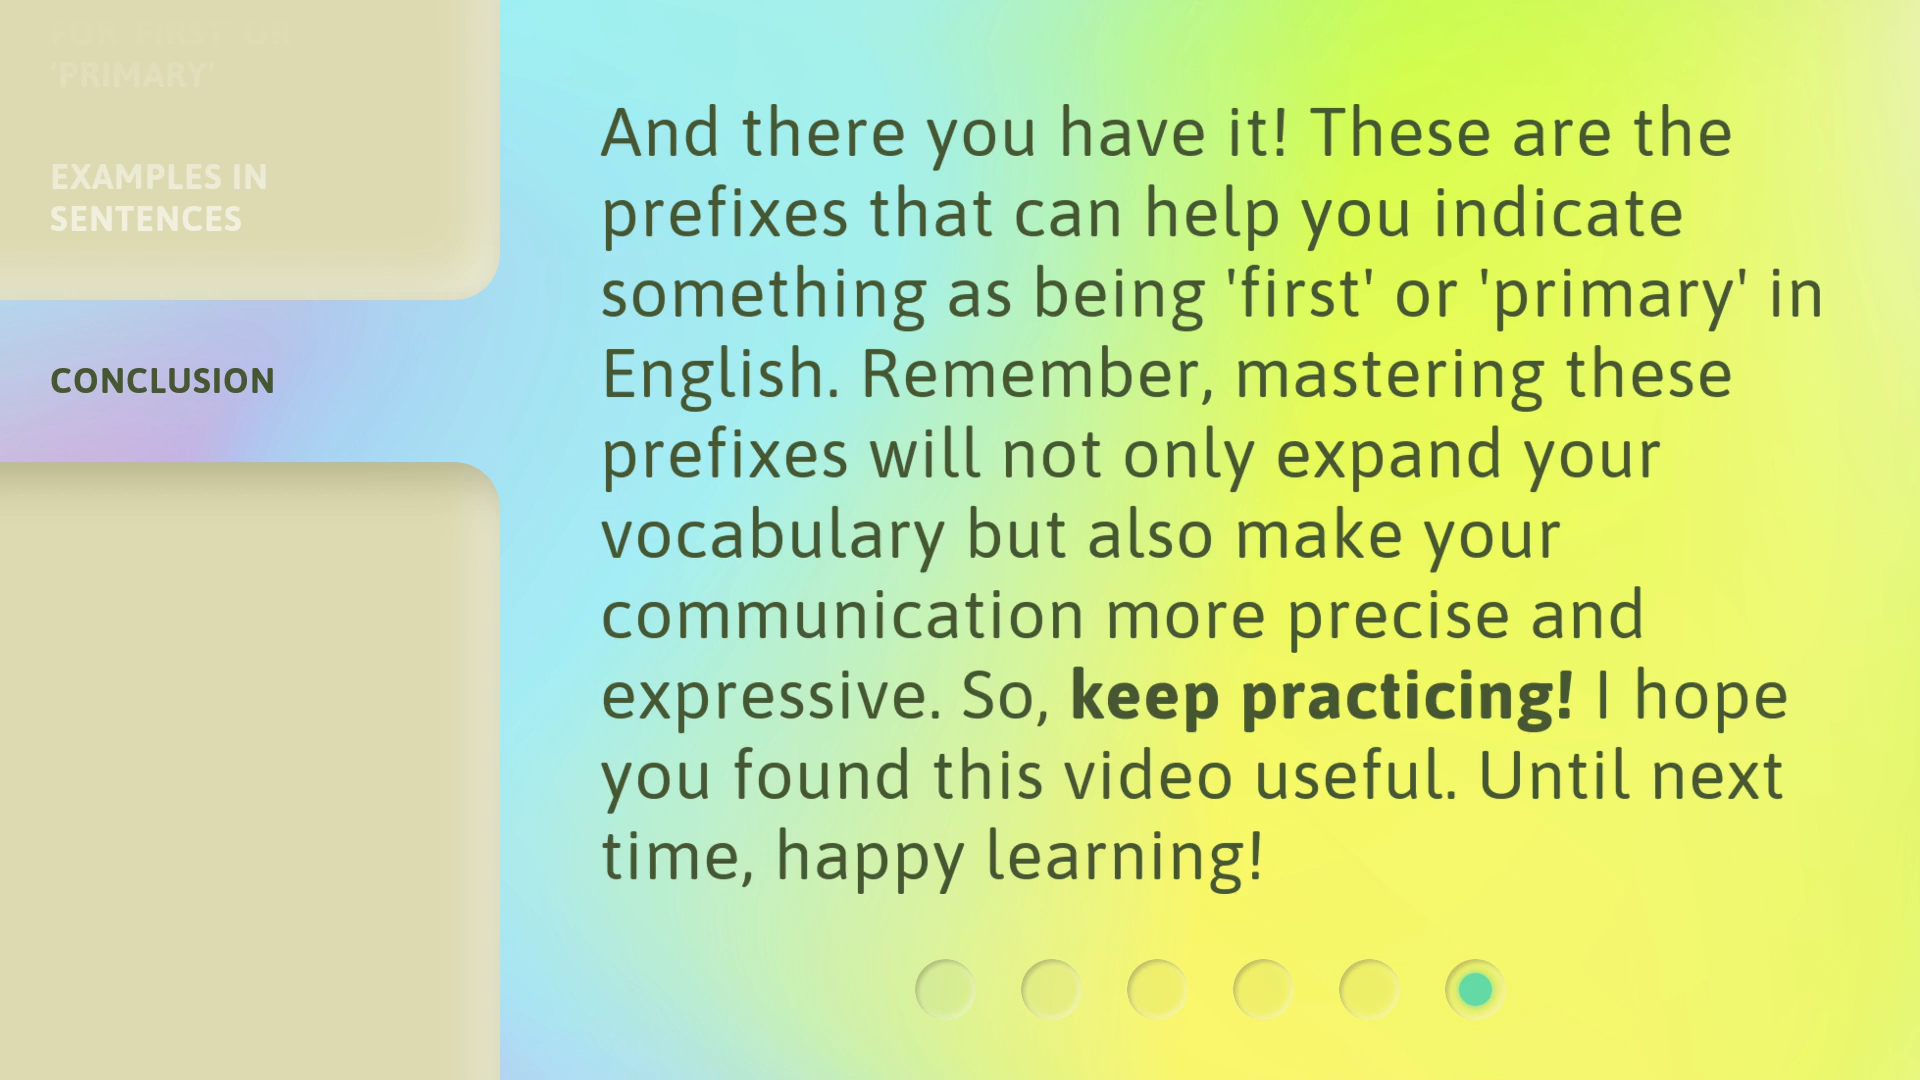 FOR 'FIRST' OR
'PRIMARY'
EXAMPLES IN
SENTENCES
CONCLUSION
And there you have it! These are the
prefixes that can help you indicate
something as being 'first' or 'primary' in
English. Remember, mastering these
prefixes will not only expand your
vocabulary but also make your
communication more precise and
expressive. So, keep practicing! I hope
you found this video useful. Until next
time, happy learning!